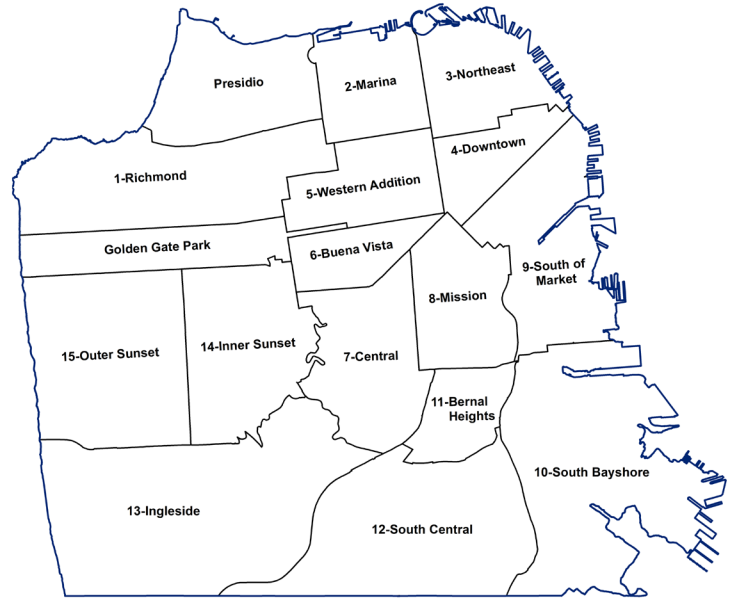 Presidio
2-Marina
3-Northeast
4-Downtown
1-Richmond
5-Western Addition
Golden Gate Park
6-Buena Vista
9-South of
Market
8-Mission
15-Outer Sunset
14-Inner Sunset
7-Central
11-Bernal
Heights
10-South Bayshore
13-Ingleside
12-South Central